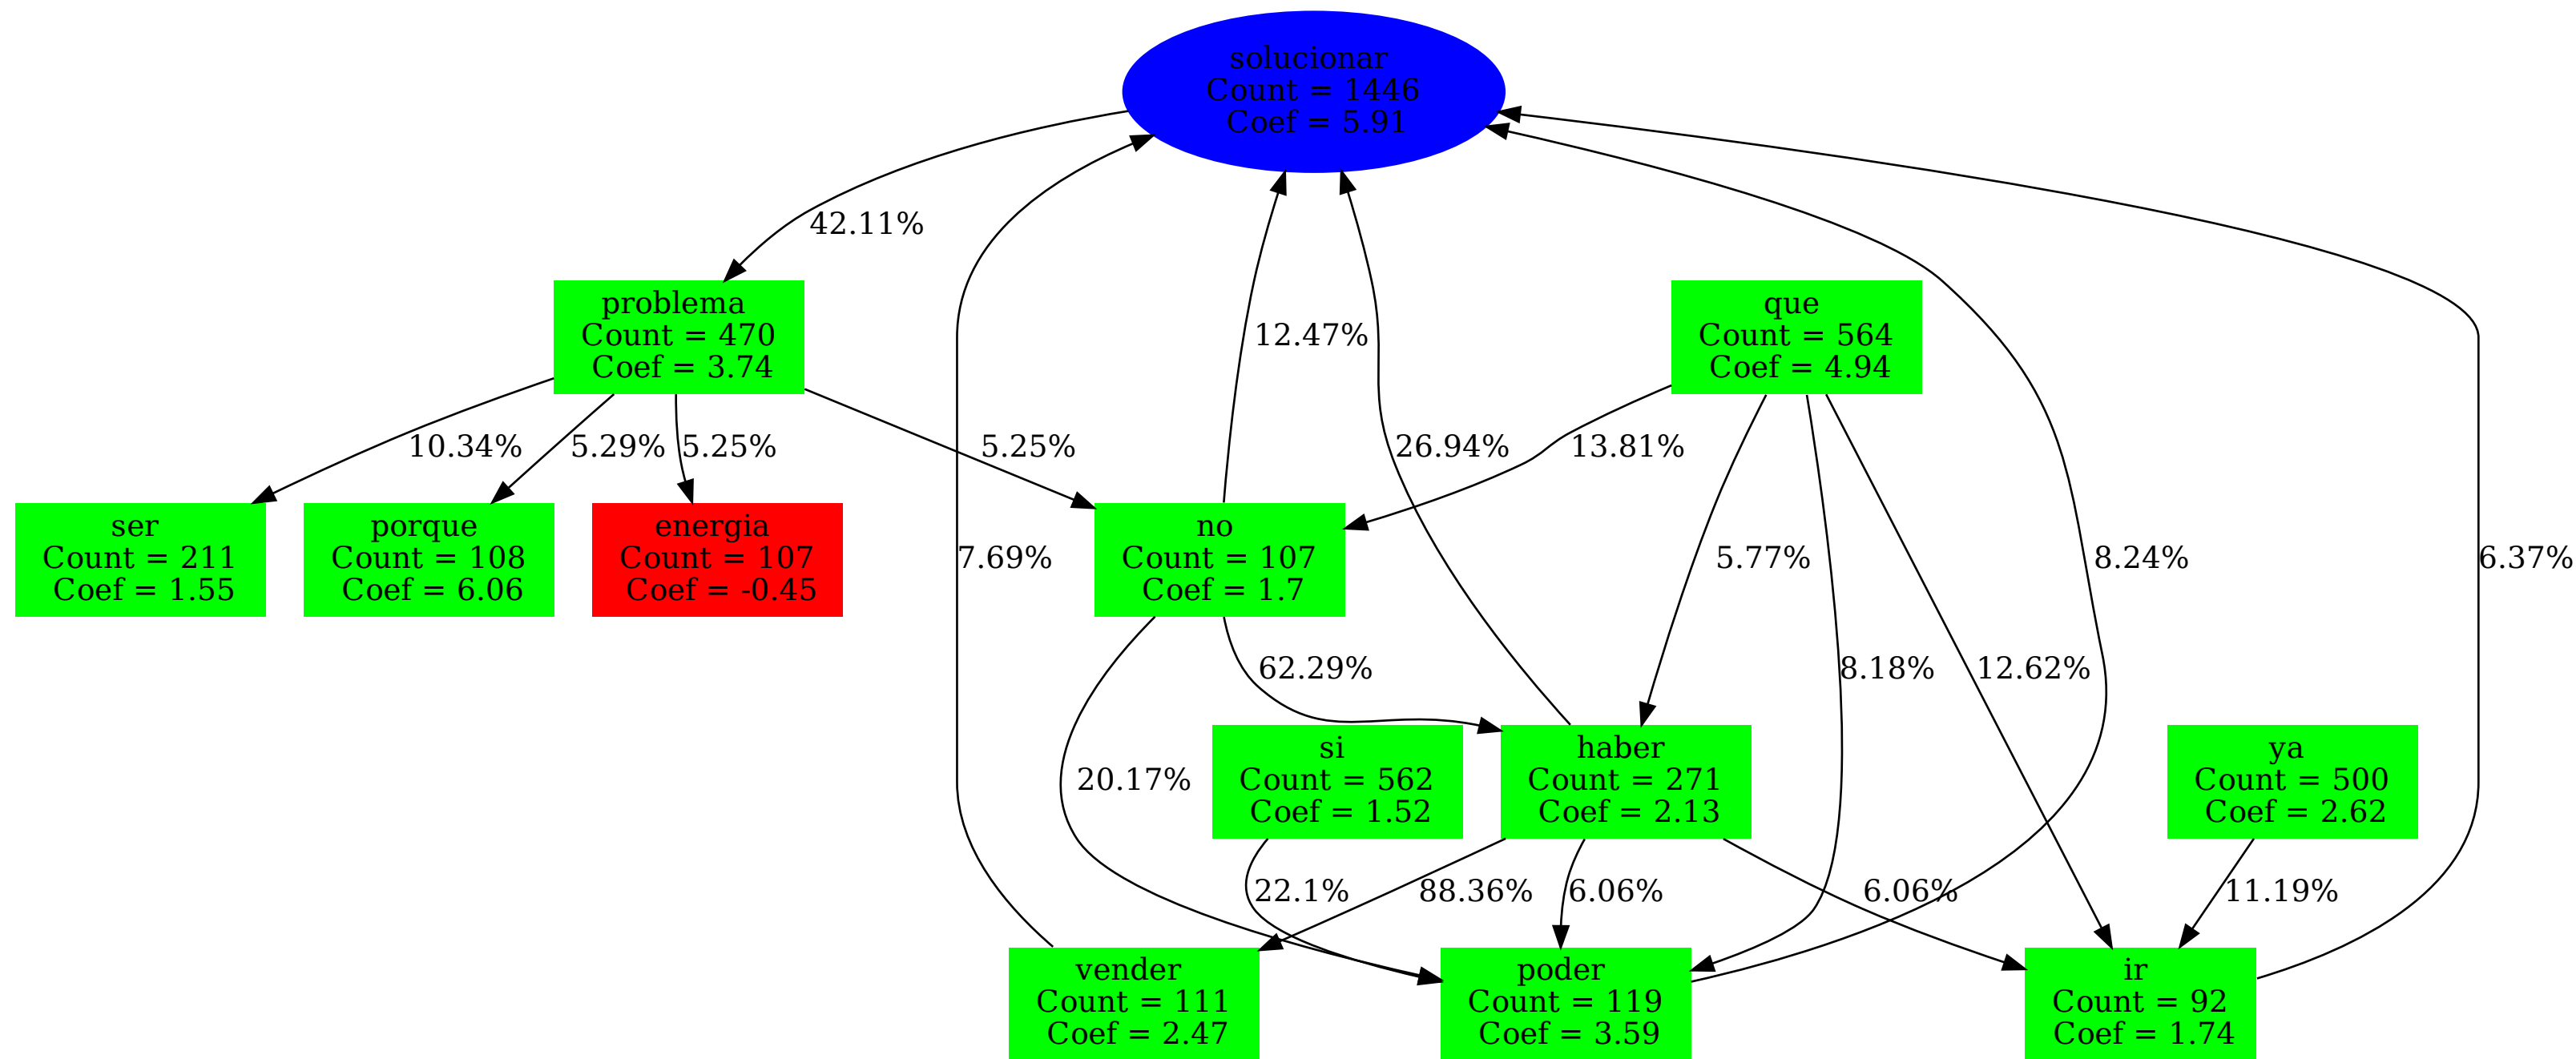 solucionar
Count = 1446
Coef = 5.91
42.11%
problema
Count = 470
Coef = 3.74
12.47%
que
Count = 564
Coef = 4.94
10.34%
5.29%
5.25%
5.25%
26.94%
13.81%
ser
Count = 211
Coef = 1.55
porque
Count = 108
Coef = 6.06
energia
Count = 107
Coef = -0.45
7.69%
no
Count = 107
Coef = 1.7
5.77%
8.24%
6.37%
62.29%
8.18%
12.62%
20.17%
si
Count = 562
Coef = 1.52
haber
Count = 271
Coef = 2.13
ya
Count = 500
Coef = 2.62
22.1%
88.36%
6.06%
6.06%
11.19%
vender
Count = 111
Coef = 2.47
poder
Count = 119
Coef = 3.59
ir
Count = 92
Coef = 1.74